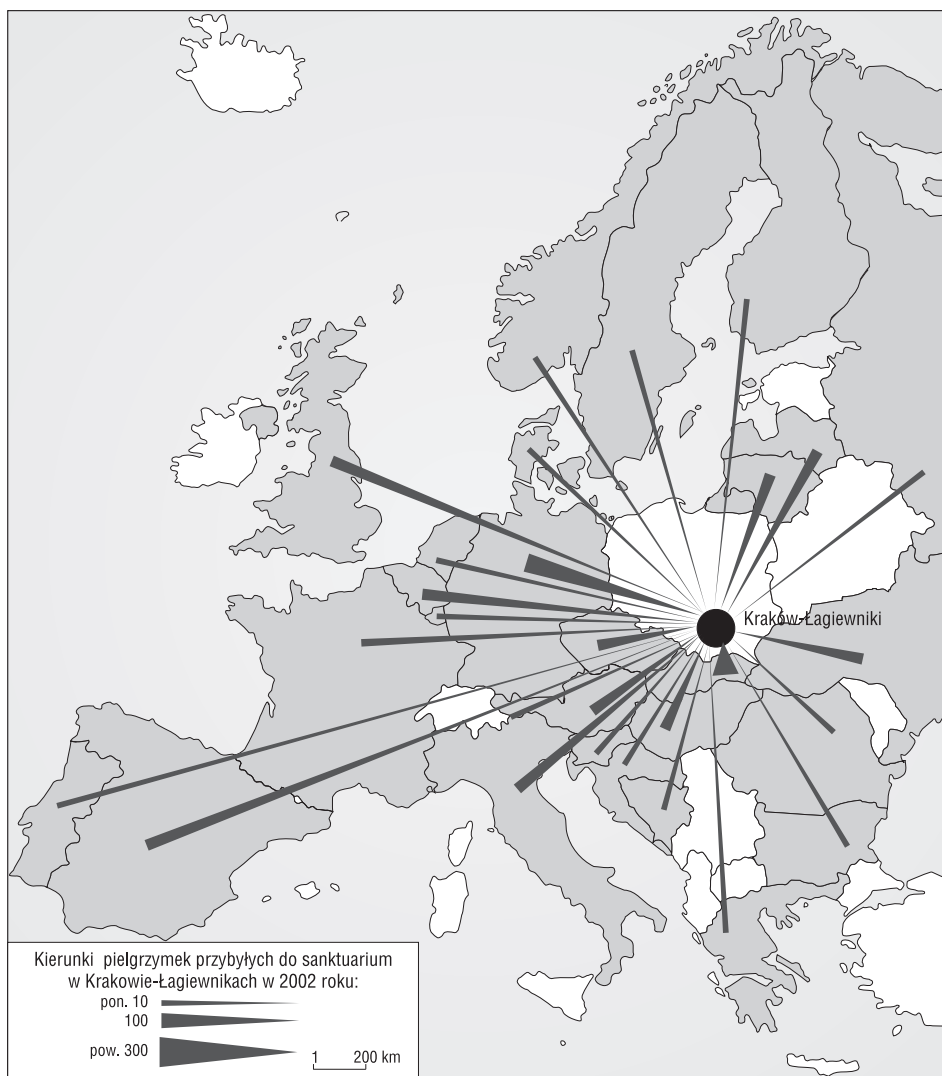 Kraków-Łagiewniki
Kierunki pielgrzymek przybyłych do sanktuarium
w Krakowie-Łagiewnikach w 2002 roku:
pon. 10
100
pow. 300
1 200 km